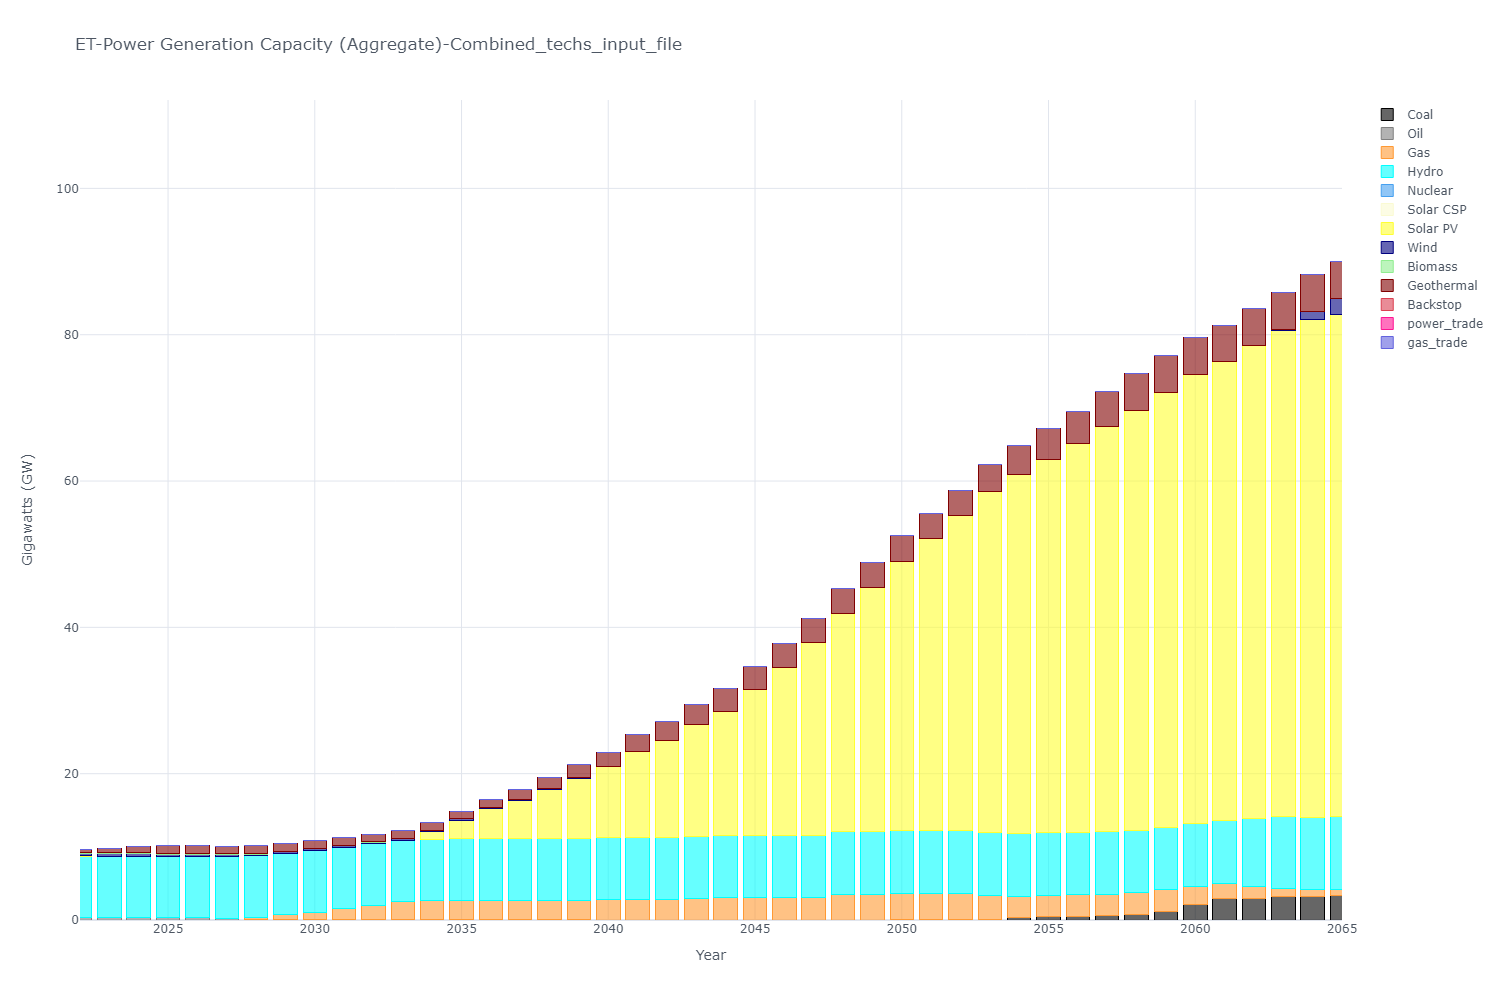 ET-Power Generation Capacity (Aggregate)-Combined_techs_input_file
Coal
Oil
Gas
Hydro
Nuclear
Solar CSP
Solar PV
Wind
Biomass
Geothermal
Backstop
power_trade
gas_trade
Gigawatts (GW)
100
80
60
40
20
0
2025
2030
2035
2040
2045
2050
2055
2060
2065
Year